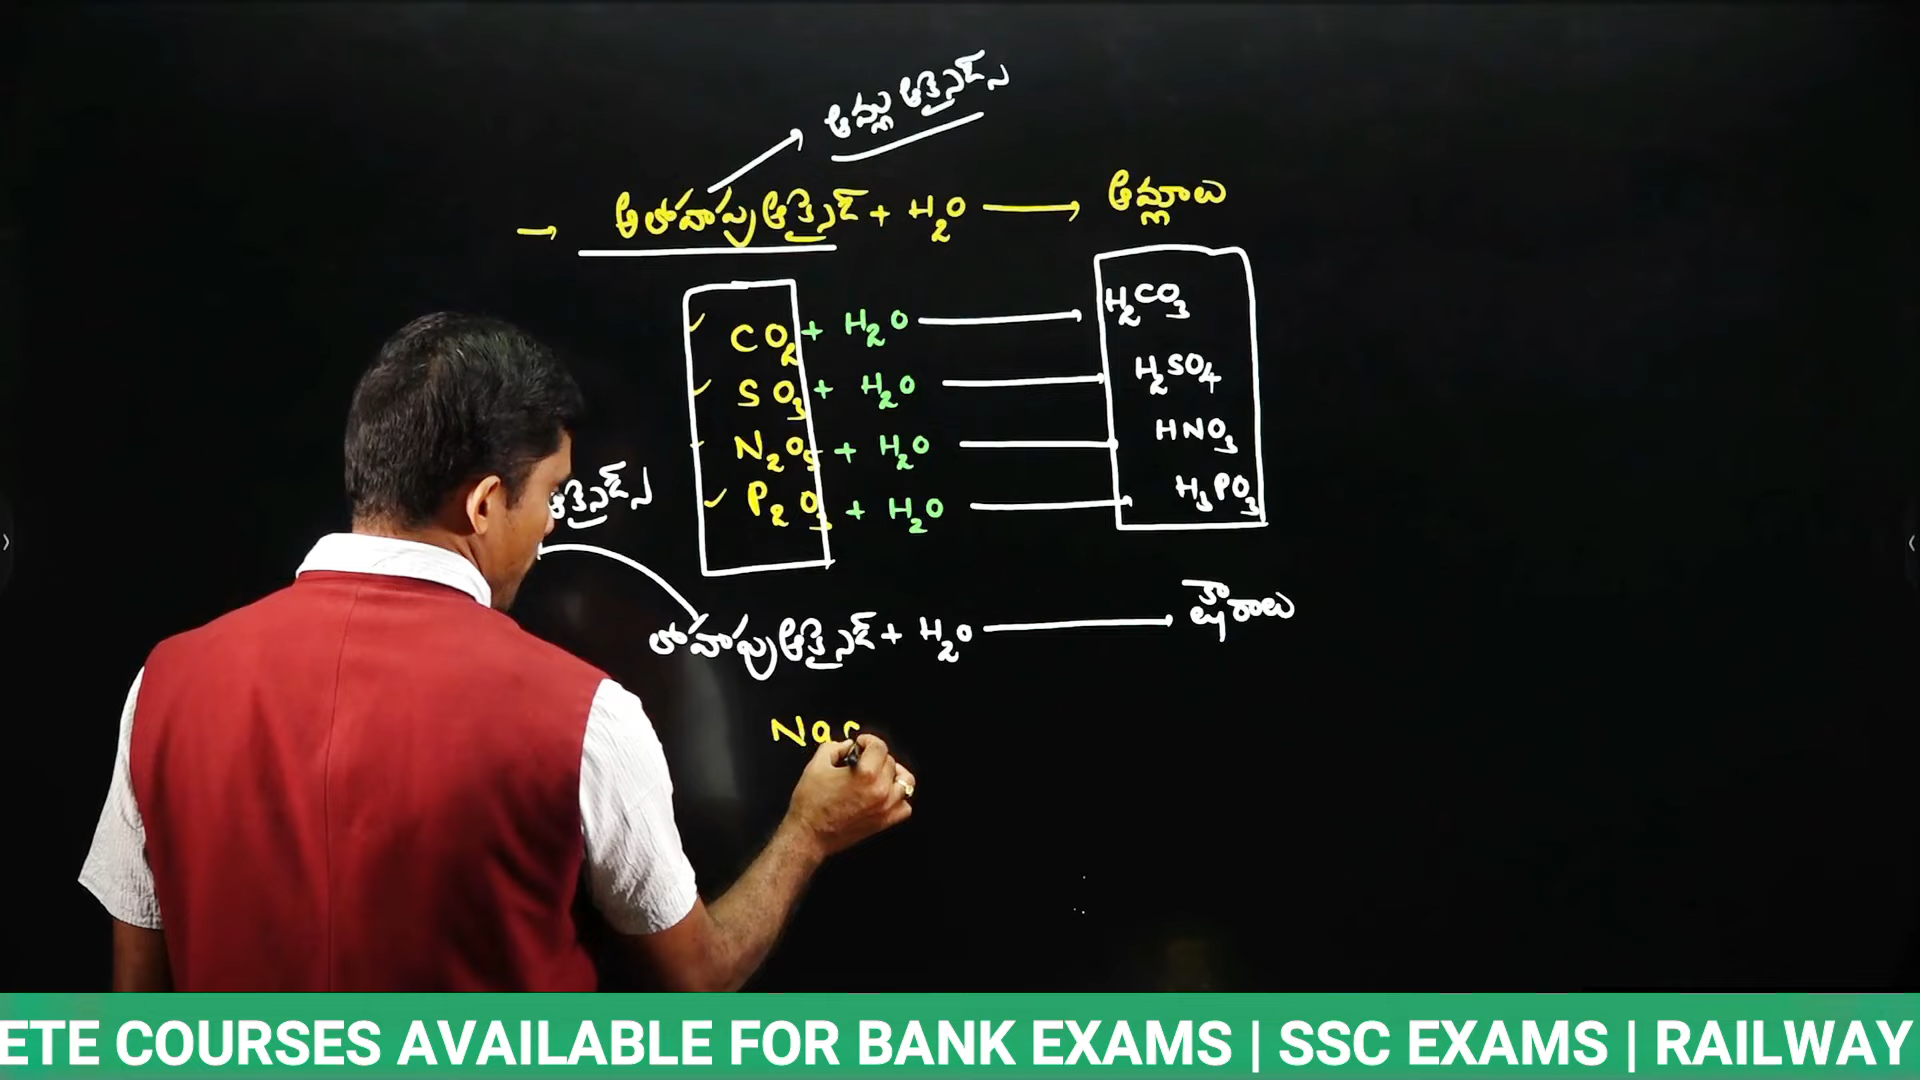 ఆమ్ల ఆక్సైడ్స్
→ అలోహపు ఆక్సైడ్ + H₂O → ఆమ్లాలు
✓ CO₂ + H₂O → H₂CO₃
✓ SO₃ + H₂O → H₂SO₄
N₂O₅ + H₂O → HNO₃
✓ P₂O₃ + H₂O → H₃PO₃
ఆక్సైడ్స్
లోహపు ఆక్సైడ్ + H₂O → క్షారాలు
Na
ETE COURSES AVAILABLE FOR BANK EXAMS | SSC EXAMS | RAILWAY